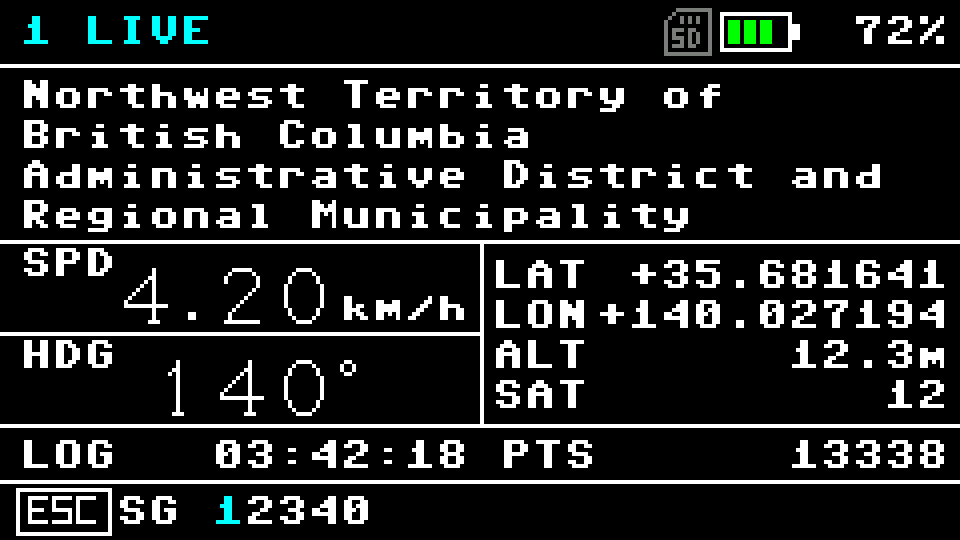 1 LIVE SD 72%
Northwest Territory of
British Columbia
Administrative District and
Regional Municipality
SPD 4.20 km/h
HDG 140°
LAT +35.681641
LON +140.027194
ALT 12.3m
SAT 12
LOG 03:42:18 PTS 13338
ESC SG 12340